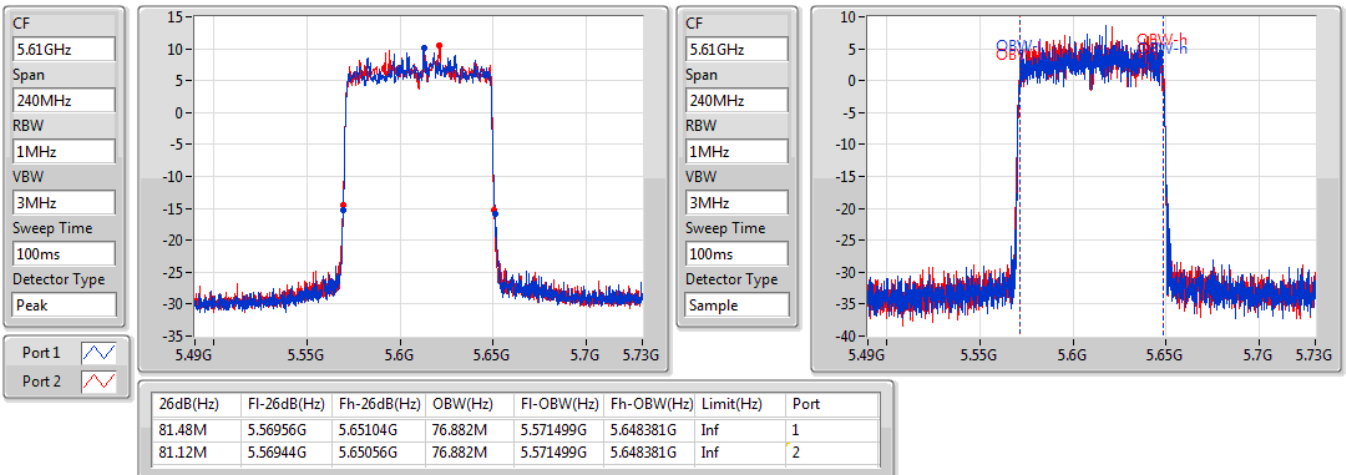 CF
5.61GHz
Span
240MHz
RBW
1MHz
VBW
3MHz
Sweep Time
100ms
Detector Type
Peak
Port 1
Port 2
15
10
5
0
-5
-10
-15
-20
-25
-30
-35
5.49G 5.55G 5.6G 5.65G 5.7G 5.73G
CF
5.61GHz
Span
240MHz
RBW
1MHz
VBW
3MHz
Sweep Time
100ms
Detector Type
Sample
10
5
0
-5
-10
-15
-20
-25
-30
-35
-40
OBW-h
OBW-h
5.49G 5.55G 5.6G 5.65G 5.7G 5.73G
26dB(Hz) Fl-26dB(Hz) Fh-26dB(Hz) OBW(Hz) Fl-OBW(Hz) Fh-OBW(Hz) Limit(Hz) Port
81.48M 5.56956G 5.65104G 76.882M 5.571499G 5.648381G Inf 1
81.12M 5.56944G 5.65056G 76.882M 5.571499G 5.648381G Inf 2